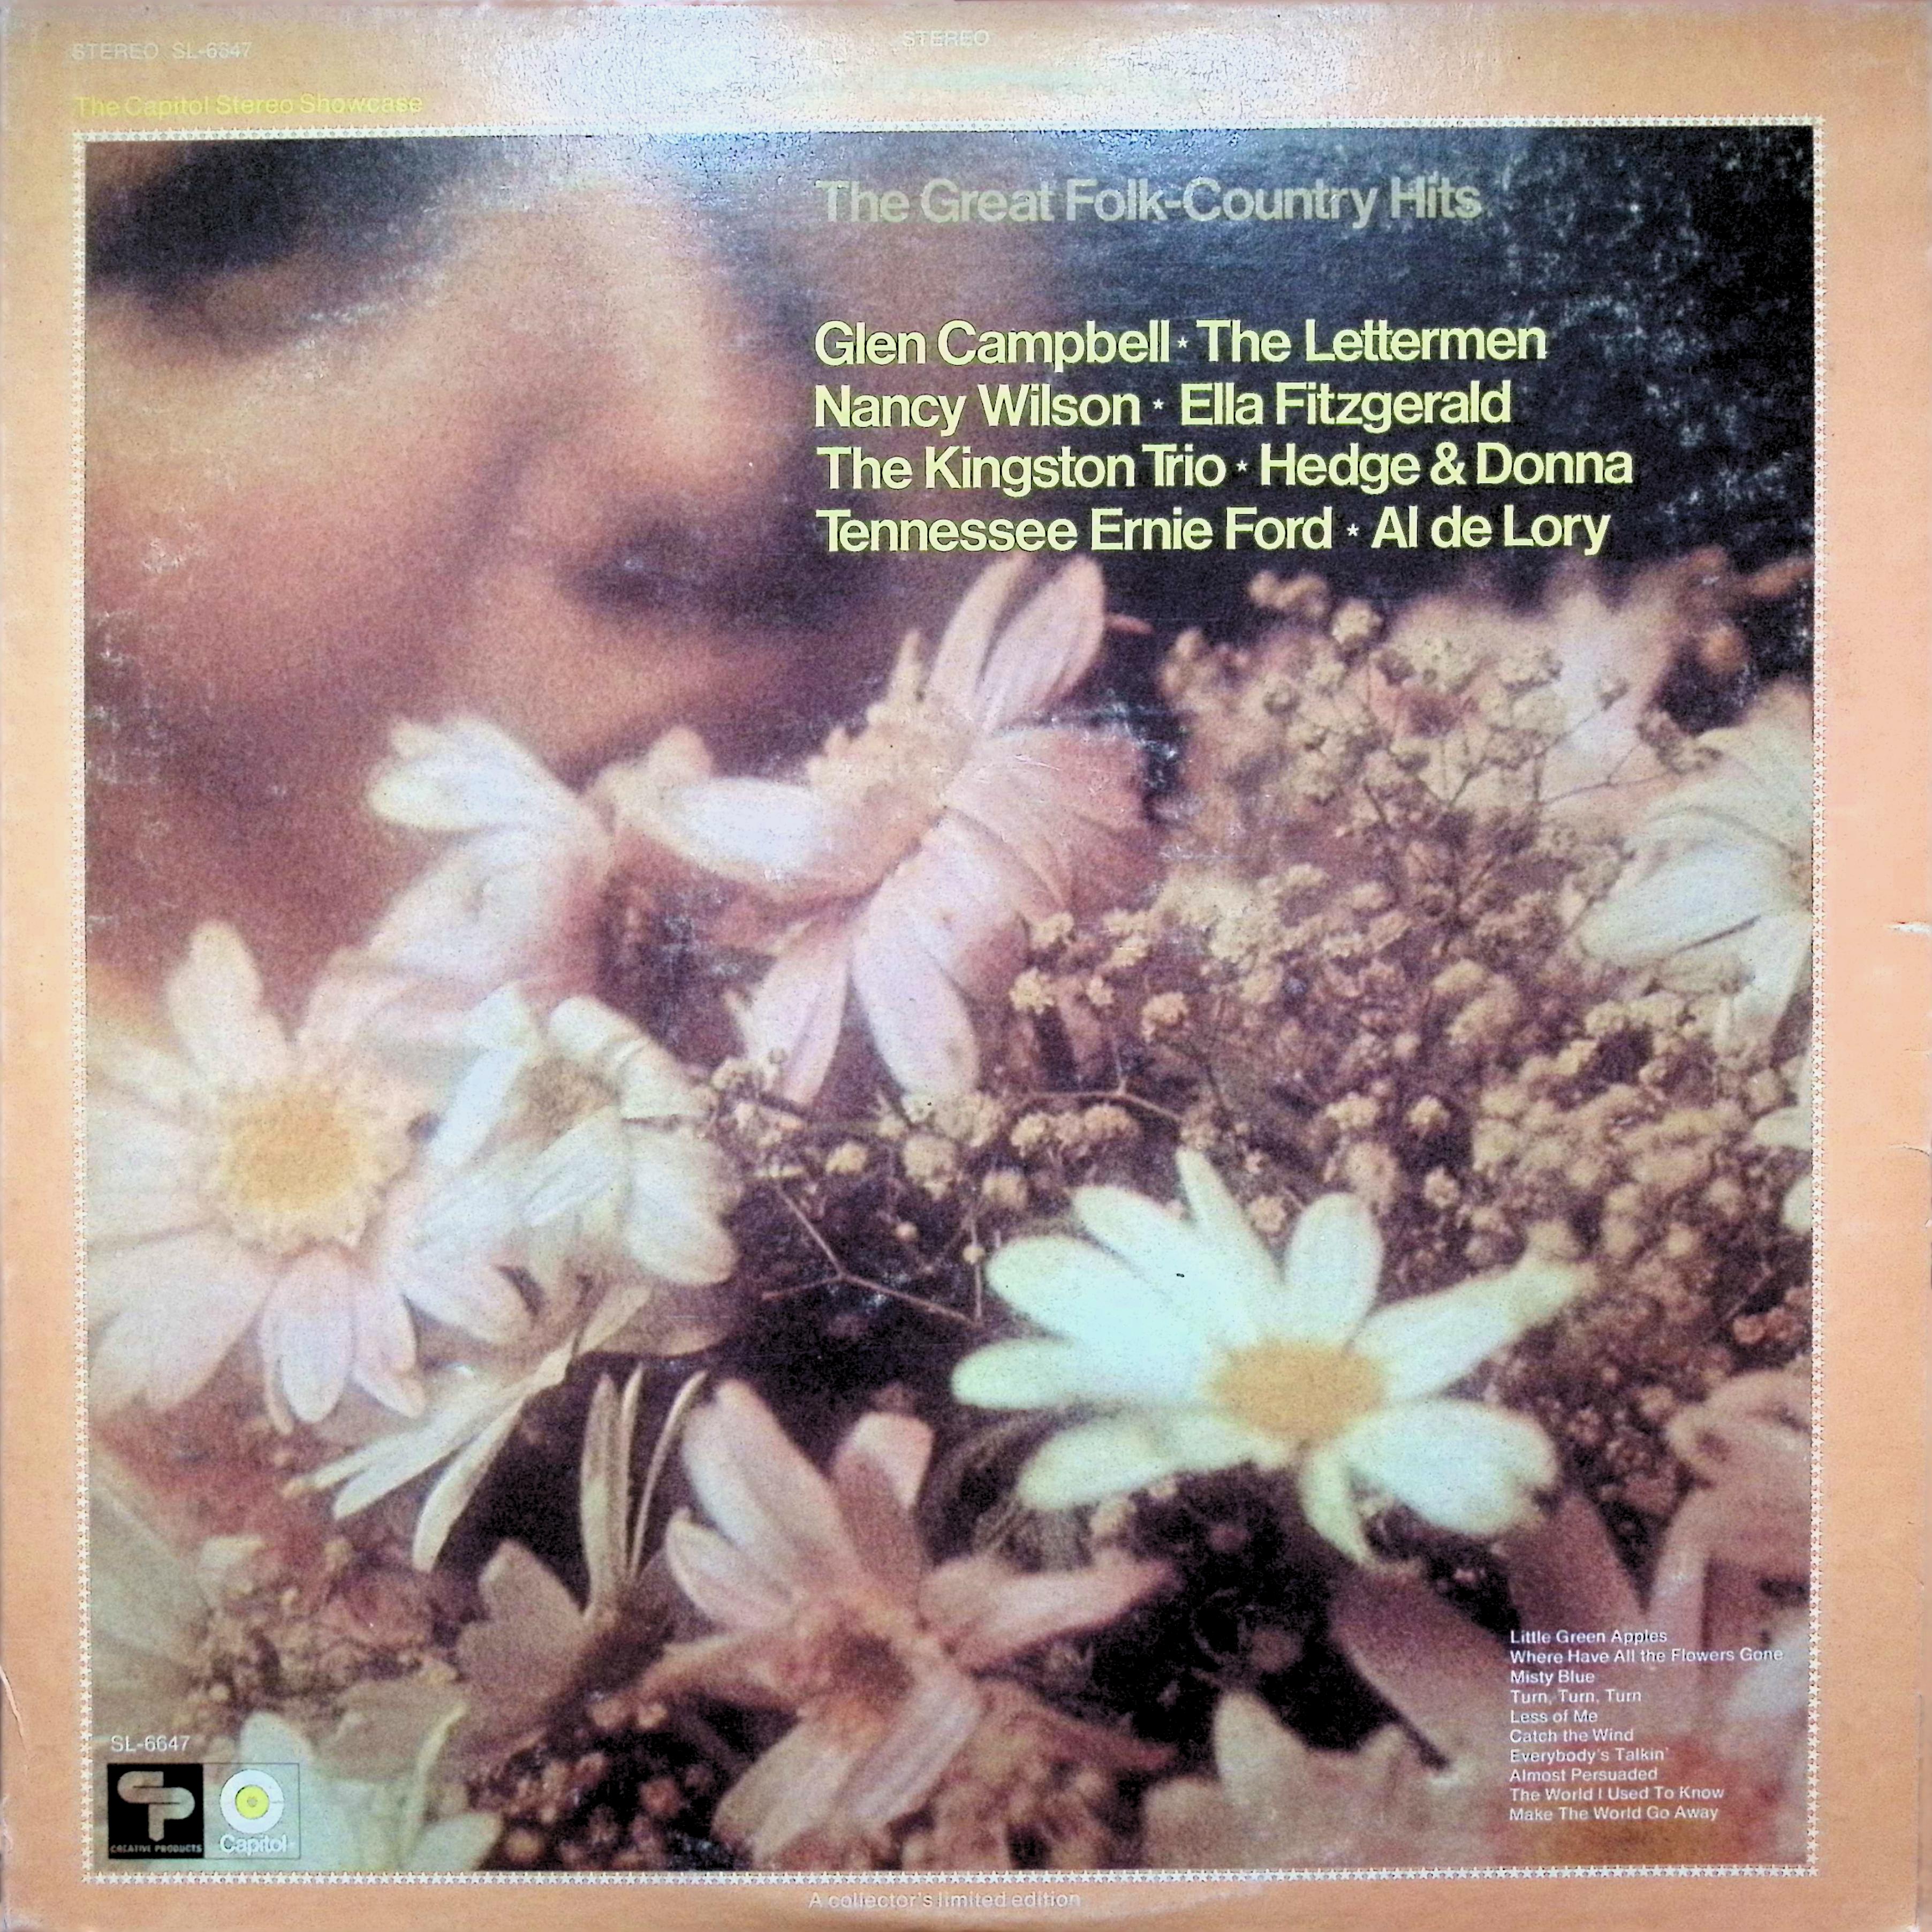 STEREO SL-6647
STEREO
The Capitol Stereo Showcase
The Great Folk-Country Hits
Glen Campbell * The Lettermen
Nancy Wilson * Ella Fitzgerald
The Kingston Trio * Hedge & Donna
Tennessee Ernie Ford * Al de Lory
Little Green Apples
Where Have All the Flowers Gone
Misty Blue
Turn, Turn, Turn
Less of Me
Catch the Wind
Everybody's Talkin'
Almost Persuaded
The World I Used To Know
Make The World Go Away
SL-6647
CP
CREATIVE PRODUCTS
Capitol
A collector's limited edition